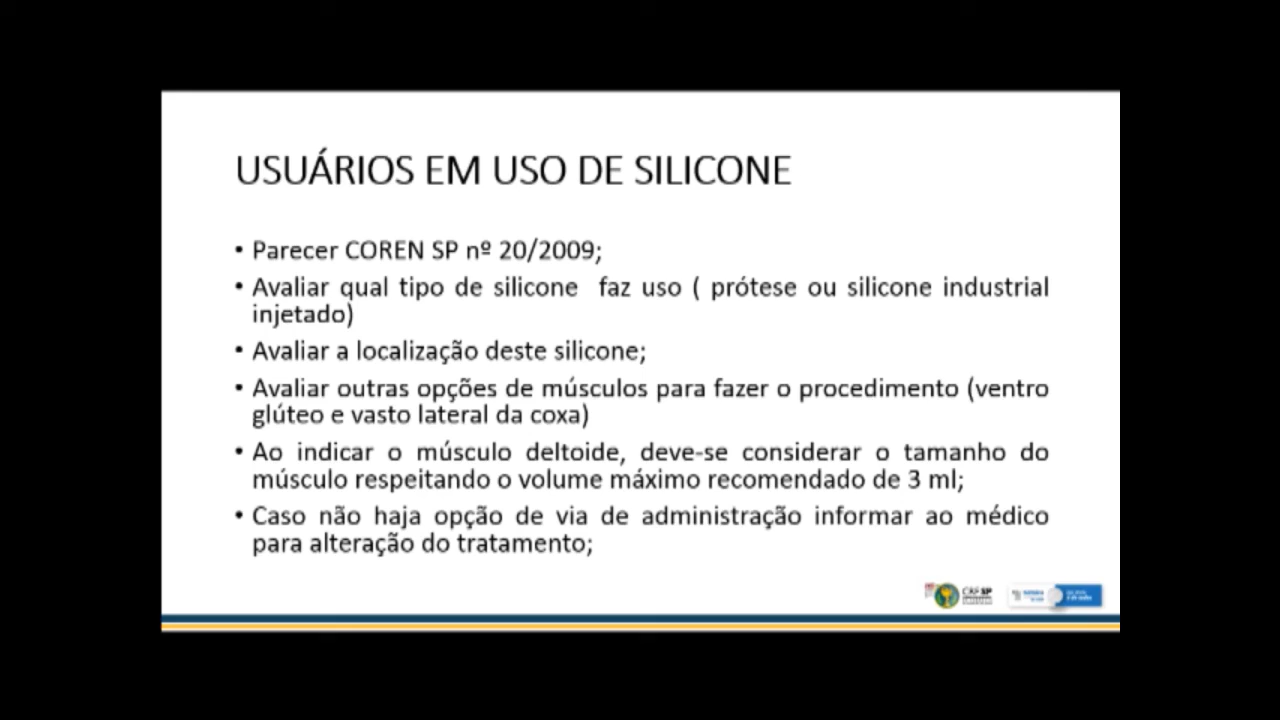 USUÁRIOS EM USO DE SILICONE
• Parecer COREN SP nº 20/2009;
• Avaliar qual tipo de silicone faz uso ( prótese ou silicone industrial
injetado)
• Avaliar a localização deste silicone;
• Avaliar outras opções de músculos para fazer o procedimento (ventro
glúteo e vasto lateral da coxa)
• Ao indicar o músculo deltoide, deve-se considerar o tamanho do
músculo respeitando o volume máximo recomendado de 3 ml;
• Caso não haja opção de via de administração informar ao médico
para alteração do tratamento;
CRF SP